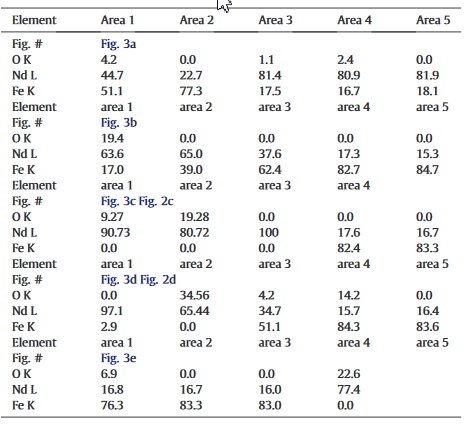 Element Area 1 Area 2 Area 3 Area 4 Area 5
Fig. # Fig. 3a
O K 4.2 0.0 1.1 2.4 0.0
Nd L 44.7 22.7 81.4 80.9 81.9
Fe K 51.1 77.3 17.5 16.7 18.1
Element area 1 area 2 area 3 area 4 area 5
Fig. # Fig. 3b
O K 19.4 0.0 0.0 0.0 0.0
Nd L 63.6 65.0 37.6 17.3 15.3
Fe K 17.0 39.0 62.4 82.7 84.7
Element area 1 area 2 area 3 area 4
Fig. # Fig. 3c Fig. 2c
O K 9.27 19.28 0.0 0.0 0.0
Nd L 90.73 80.72 100 17.6 16.7
Fe K 0.0 0.0 0.0 82.4 83.3
Element area 1 area 2 area 3 area 4 area 5
Fig. # Fig. 3d Fig. 2d
O K 0.0 34.56 4.2 14.2 0.0
Nd L 97.1 65.44 34.7 15.7 16.4
Fe K 2.9 0.0 51.1 84.3 83.6
Element area 1 area 2 area 3 area 4 area 5
Fig. # Fig. 3e
O K 6.9 0.0 0.0 22.6
Nd L 16.8 16.7 16.0 77.4
Fe K 76.3 83.3 83.0 0.0